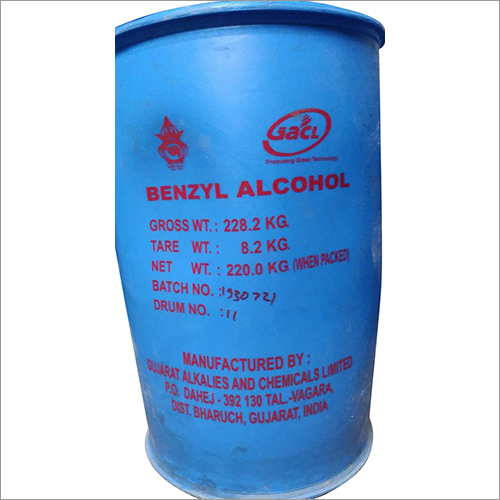 GACL
Promoting Green Technology
BENZYL ALCOHOL
GROSS WT. : 228.2 KG.
TARE WT. : 8.2 KG.
NET WT. : 220.0 KG. (WHEN PACKED)
BATCH NO. : 1930721
DRUM NO. : 11
MANUFACTURED BY :
GUJARAT ALKALIES AND CHEMICALS LIMITED
P.O. DAHEJ - 392 130 TAL.-VAGARA,
DIST. BHARUCH, GUJARAT, INDIA